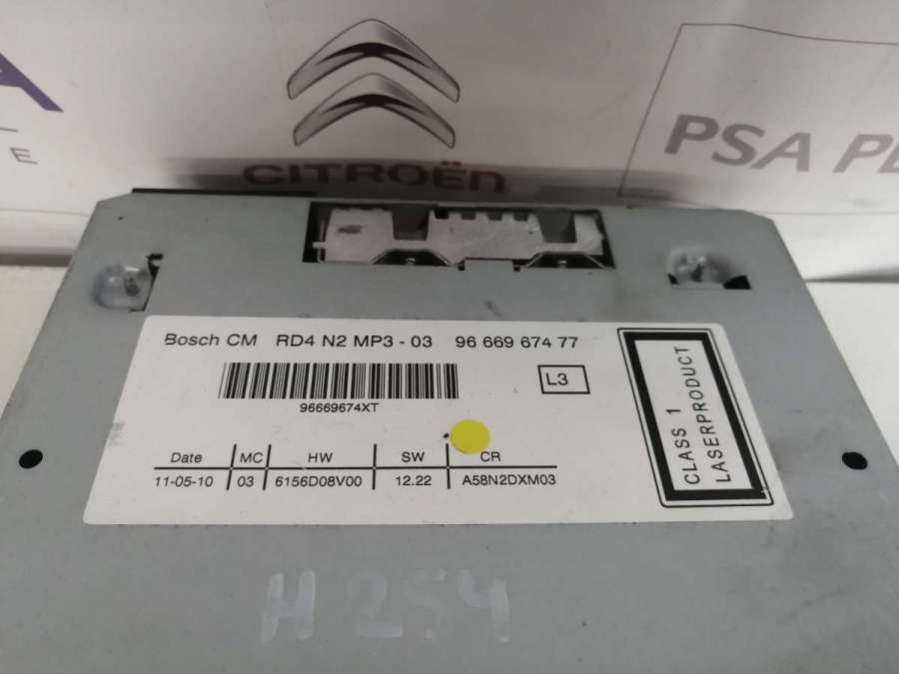 CITROËN
PSA PE
E
Bosch CM RD4 N2 MP3 - 03 96 669 674 77
96669674XT
L3
CLASS 1
LASERPRODUCT
Date MC HW SW CR
11-05-10 03 6156D08V00 12.22 A58N2DXM03
H254